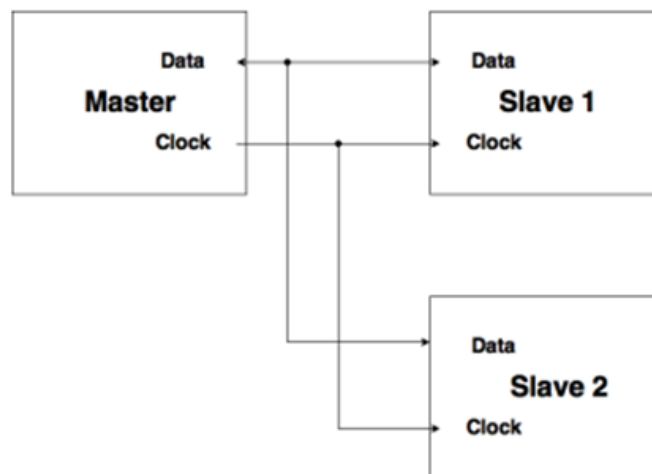 Data
Master
Clock
Data
Slave 1
Clock
Data
Slave 2
Clock